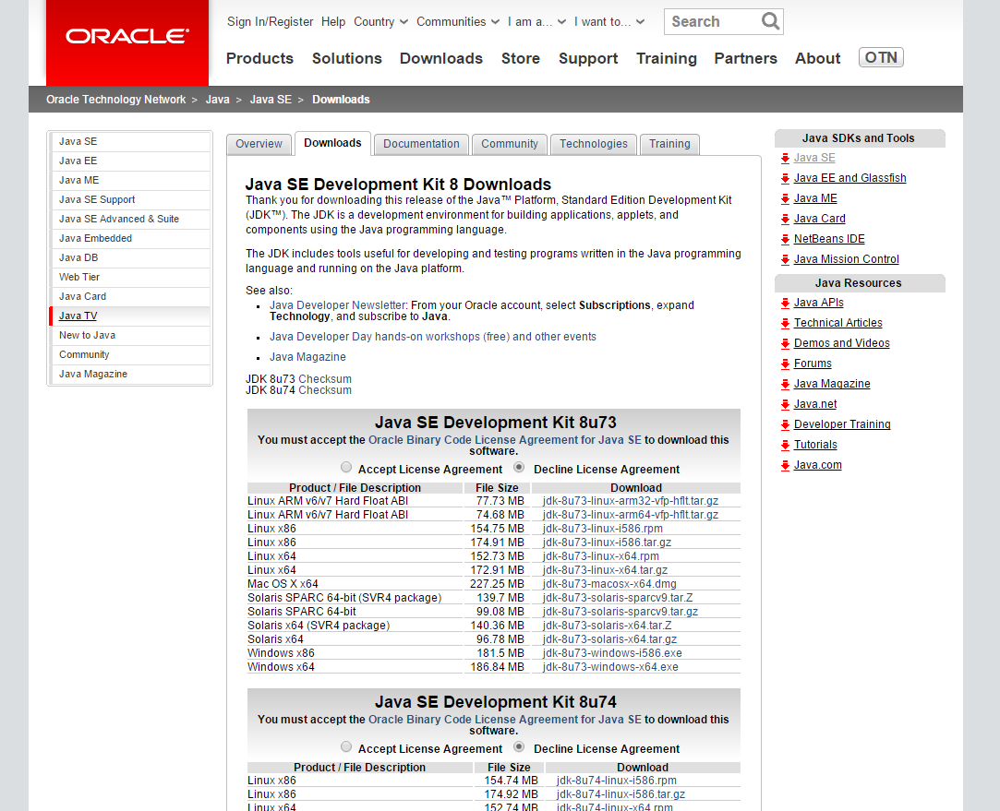 ORACLE
Sign In/Register Help Country Communities I am a... I want to... Search
Products Solutions Downloads Store Support Training Partners About OTN
Oracle Technology Network > Java > Java SE > Downloads
Java SE
Java EE
Java ME
Java SE Support
Java SE Advanced & Suite
Java Embedded
Java DB
Web Tier
Java Card
Java TV
New to Java
Community
Java Magazine
Overview Downloads Documentation Community Technologies Training
Java SE Development Kit 8 Downloads
Thank you for downloading this release of the Java™ Platform, Standard Edition Development Kit
(JDK™). The JDK is a development environment for building applications, applets, and
components using the Java programming language.
The JDK includes tools useful for developing and testing programs written in the Java programming
language and running on the Java platform.
See also:
Java Developer Newsletter: From your Oracle account, select Subscriptions, expand
Technology, and subscribe to Java.
Java Developer Day hands-on workshops (free) and other events
Java Magazine
JDK 8u73 Checksum
JDK 8u74 Checksum
Java SE Development Kit 8u73
You must accept the Oracle Binary Code License Agreement for Java SE to download this
software.
Accept License Agreement Decline License Agreement
Product / File Description File Size Download
Linux ARM v6/v7 Hard Float ABI 77.73 MB jdk-8u73-linux-arm32-vfp-hflt.tar.gz
Linux ARM v6/v7 Hard Float ABI 74.68 MB jdk-8u73-linux-arm64-vfp-hflt.tar.gz
Linux x86 154.75 MB jdk-8u73-linux-i586.rpm
Linux x86 174.91 MB jdk-8u73-linux-i586.tar.gz
Linux x64 152.73 MB jdk-8u73-linux-x64.rpm
Linux x64 172.91 MB jdk-8u73-linux-x64.tar.gz
Mac OS X x64 227.25 MB jdk-8u73-macosx-x64.dmg
Solaris SPARC 64-bit (SVR4 package) 139.7 MB jdk-8u73-solaris-sparcv9.tar.Z
Solaris SPARC 64-bit 99.08 MB jdk-8u73-solaris-sparcv9.tar.gz
Solaris x64 (SVR4 package) 140.36 MB jdk-8u73-solaris-x64.tar.Z
Solaris x64 96.78 MB jdk-8u73-solaris-x64.tar.gz
Windows x86 181.5 MB jdk-8u73-windows-i586.exe
Windows x64 186.84 MB jdk-8u73-windows-x64.exe
Java SE Development Kit 8u74
You must accept the Oracle Binary Code License Agreement for Java SE to download this
software.
Accept License Agreement Decline License Agreement
Product / File Description File Size Download
Linux x86 154.74 MB jdk-8u74-linux-i586.rpm
Linux x86 174.92 MB jdk-8u74-linux-i586.tar.gz
Linux x64 152.74 MB jdk-8u74-linux-x64.rpm
Java SDKs and Tools
Java SE
Java EE and Glassfish
Java ME
Java Card
NetBeans IDE
Java Mission Control
Java Resources
Java APIs
Technical Articles
Demos and Videos
Forums
Java Magazine
Java.net
Developer Training
Tutorials
Java.com